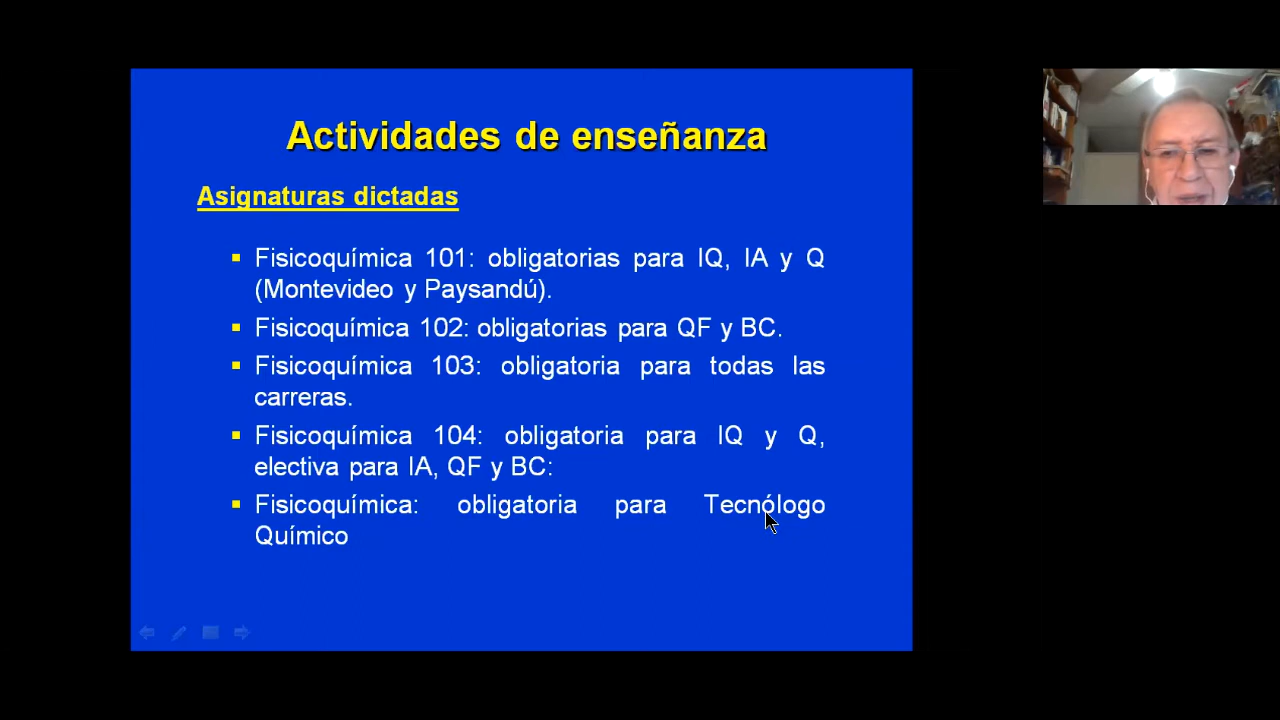 Actividades de enseñanza
Asignaturas dictadas
Fisicoquímica 101: obligatorias para IQ, IA y Q
(Montevideo y Paysandú).
Fisicoquímica 102: obligatorias para QF y BC.
Fisicoquímica 103: obligatoria para todas las
carreras.
Fisicoquímica 104: obligatoria para IQ y Q,
electiva para IA, QF y BC:
Fisicoquímica: obligatoria para Tecnólogo
Químico